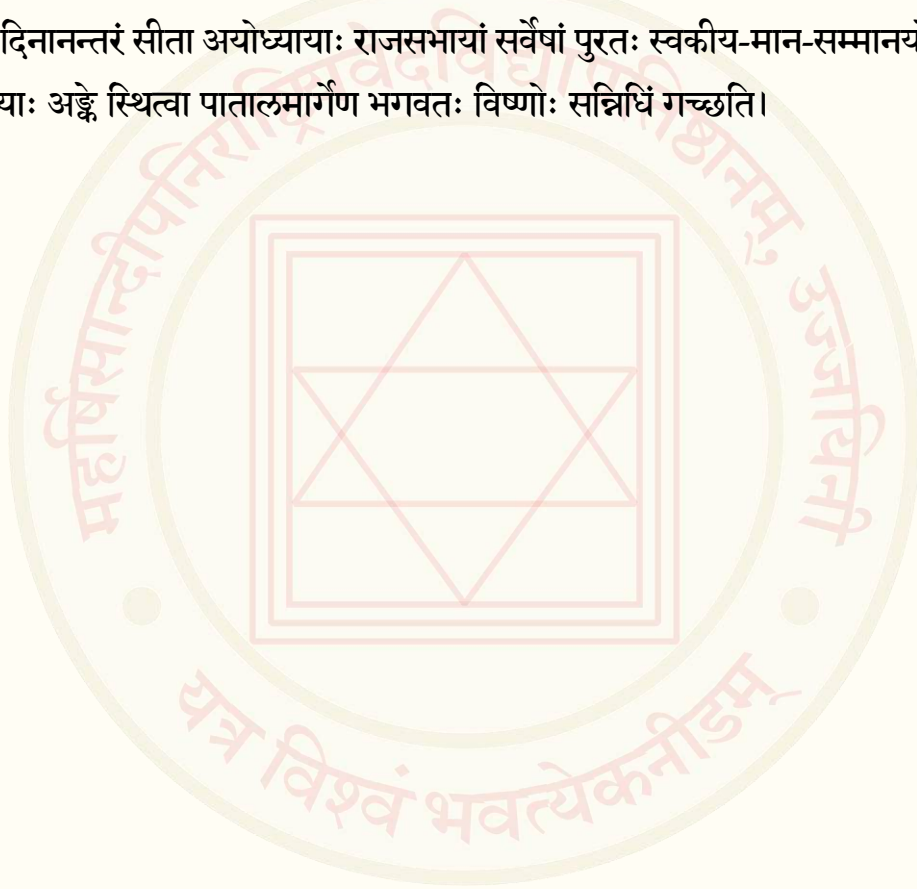 दिनानन्तरं सीता अयोध्यायाः राजसभायां सर्वेषां पुरतः स्वकीय-मान-सम्मानय
याः अङ्के स्थित्वा पातालमार्गेण भगवतः विष्णोः सन्निधिं गच्छति।
महर्षिसान्दीपनिराष्ट्रियवेदविद्याप्रतिष्ठानम्, उज्जयिनी
यत्र विश्वं भवत्येकनीडम्